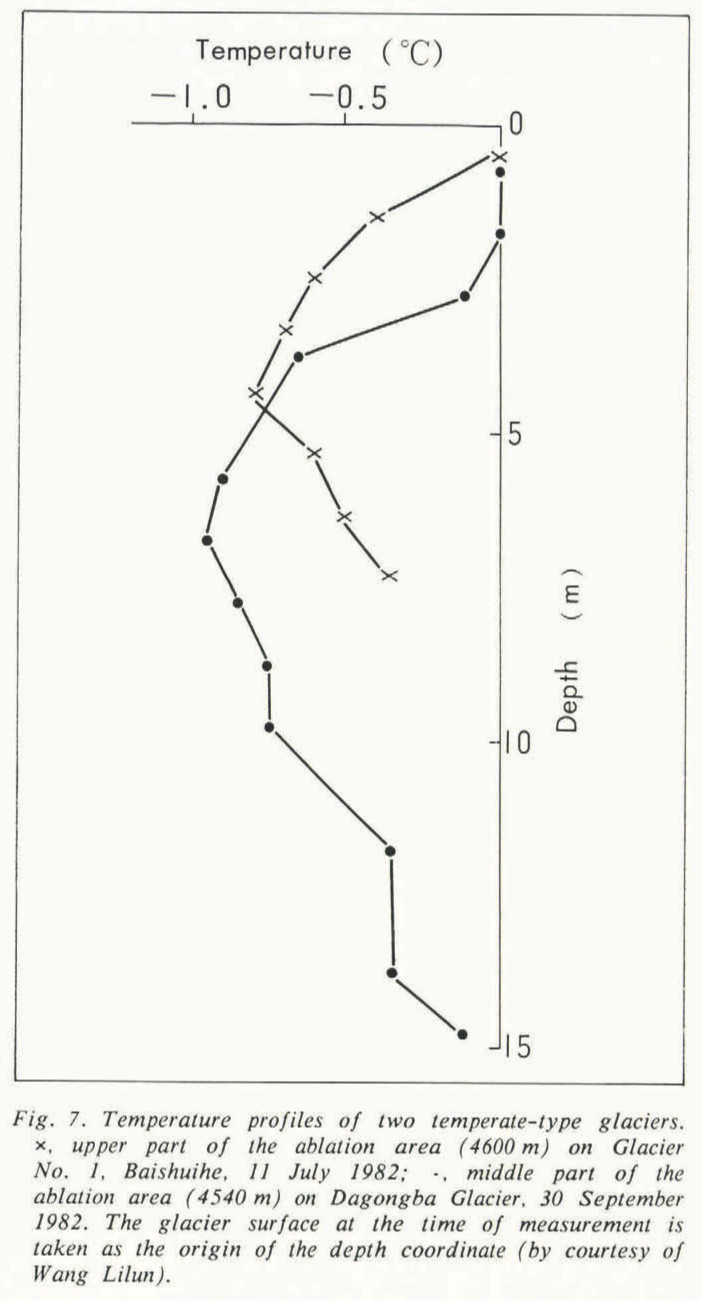 Temperature (°C)
—1.0 —0.5
0
5
Depth (m)
10
15
Fig. 7. Temperature profiles of two temperate-type glaciers.
×, upper part of the ablation area (4600 m) on Glacier
No. 1, Baishuihe, 11 July 1982; ·, middle part of the
ablation area (4540 m) on Dagongba Glacier, 30 September
1982. The glacier surface at the time of measurement is
taken as the origin of the depth coordinate (by courtesy of
Wang Lilun).